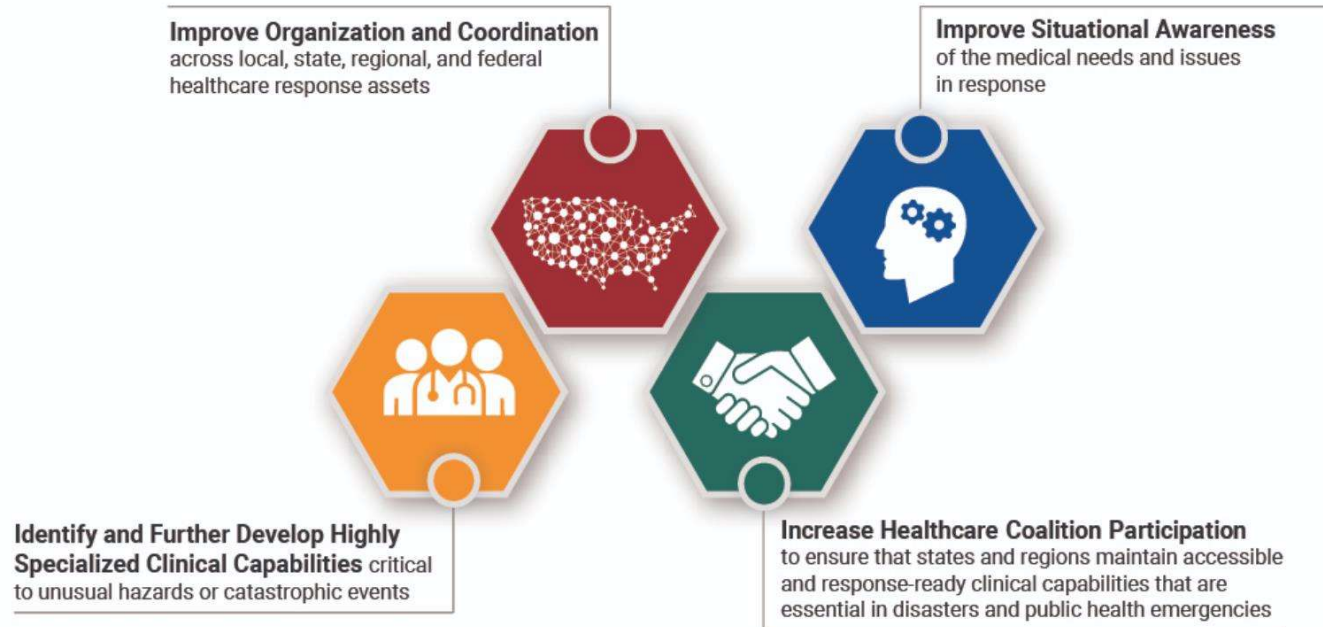 Improve Organization and Coordination
across local, state, regional, and federal
healthcare response assets
Improve Situational Awareness
of the medical needs and issues
in response
Identify and Further Develop Highly
Specialized Clinical Capabilities critical
to unusual hazards or catastrophic events
Increase Healthcare Coalition Participation
to ensure that states and regions maintain accessible
and response-ready clinical capabilities that are
essential in disasters and public health emergencies